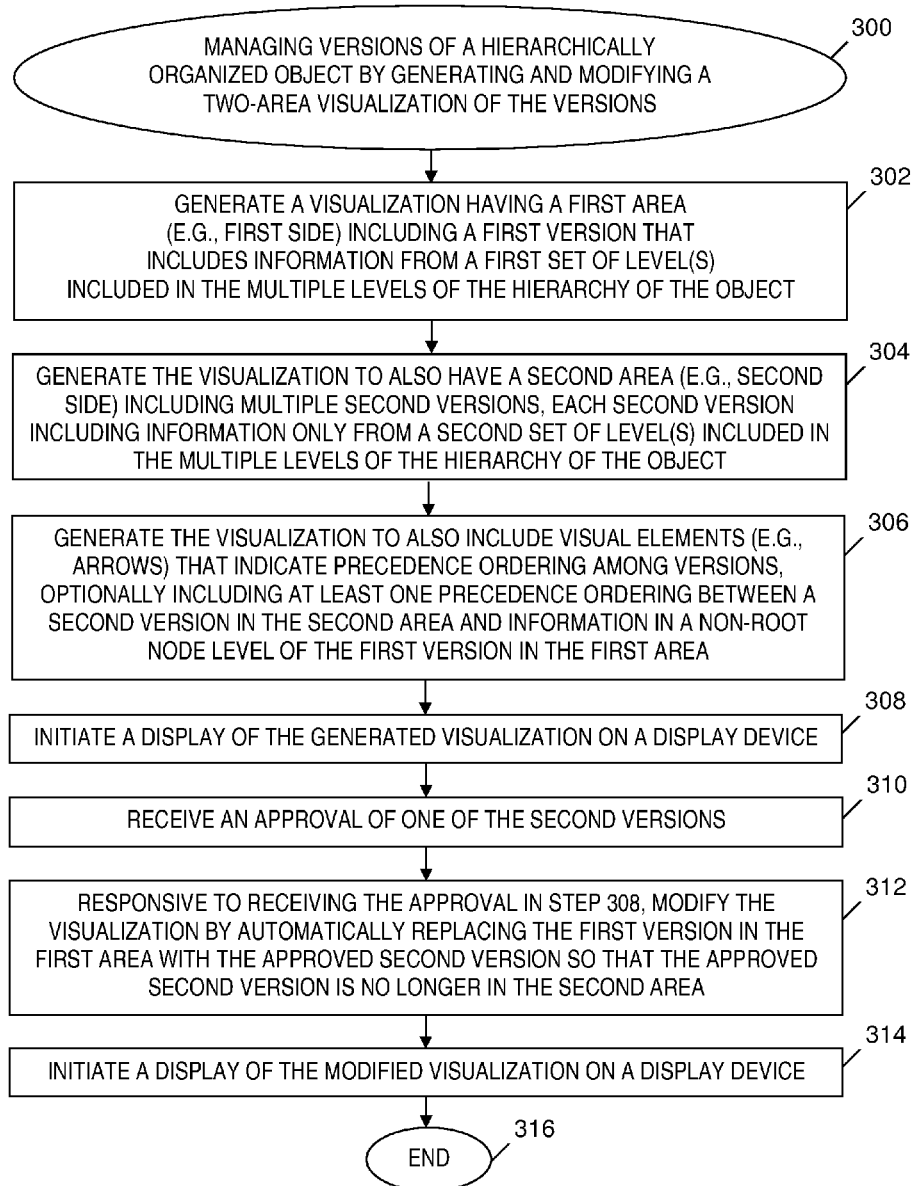 300
MANAGING VERSIONS OF A HIERARCHICALLY
ORGANIZED OBJECT BY GENERATING AND MODIFYING A
TWO-AREA VISUALIZATION OF THE VERSIONS
302
GENERATE A VISUALIZATION HAVING A FIRST AREA
(E.G., FIRST SIDE) INCLUDING A FIRST VERSION THAT
INCLUDES INFORMATION FROM A FIRST SET OF LEVEL(S)
INCLUDED IN THE MULTIPLE LEVELS OF THE HIERARCHY OF THE OBJECT
304
GENERATE THE VISUALIZATION TO ALSO HAVE A SECOND AREA (E.G., SECOND
SIDE) INCLUDING MULTIPLE SECOND VERSIONS, EACH SECOND VERSION
INCLUDING INFORMATION ONLY FROM A SECOND SET OF LEVEL(S) INCLUDED IN
THE MULTIPLE LEVELS OF THE HIERARCHY OF THE OBJECT
306
GENERATE THE VISUALIZATION TO ALSO INCLUDE VISUAL ELEMENTS (E.G.,
ARROWS) THAT INDICATE PRECEDENCE ORDERING AMONG VERSIONS,
OPTIONALLY INCLUDING AT LEAST ONE PRECEDENCE ORDERING BETWEEN A
SECOND VERSION IN THE SECOND AREA AND INFORMATION IN A NON-ROOT
NODE LEVEL OF THE FIRST VERSION IN THE FIRST AREA
308
INITIATE A DISPLAY OF THE GENERATED VISUALIZATION ON A DISPLAY DEVICE
310
RECEIVE AN APPROVAL OF ONE OF THE SECOND VERSIONS
312
RESPONSIVE TO RECEIVING THE APPROVAL IN STEP 308, MODIFY THE
VISUALIZATION BY AUTOMATICALLY REPLACING THE FIRST VERSION IN THE
FIRST AREA WITH THE APPROVED SECOND VERSION SO THAT THE APPROVED
SECOND VERSION IS NO LONGER IN THE SECOND AREA
314
INITIATE A DISPLAY OF THE MODIFIED VISUALIZATION ON A DISPLAY DEVICE
316
END